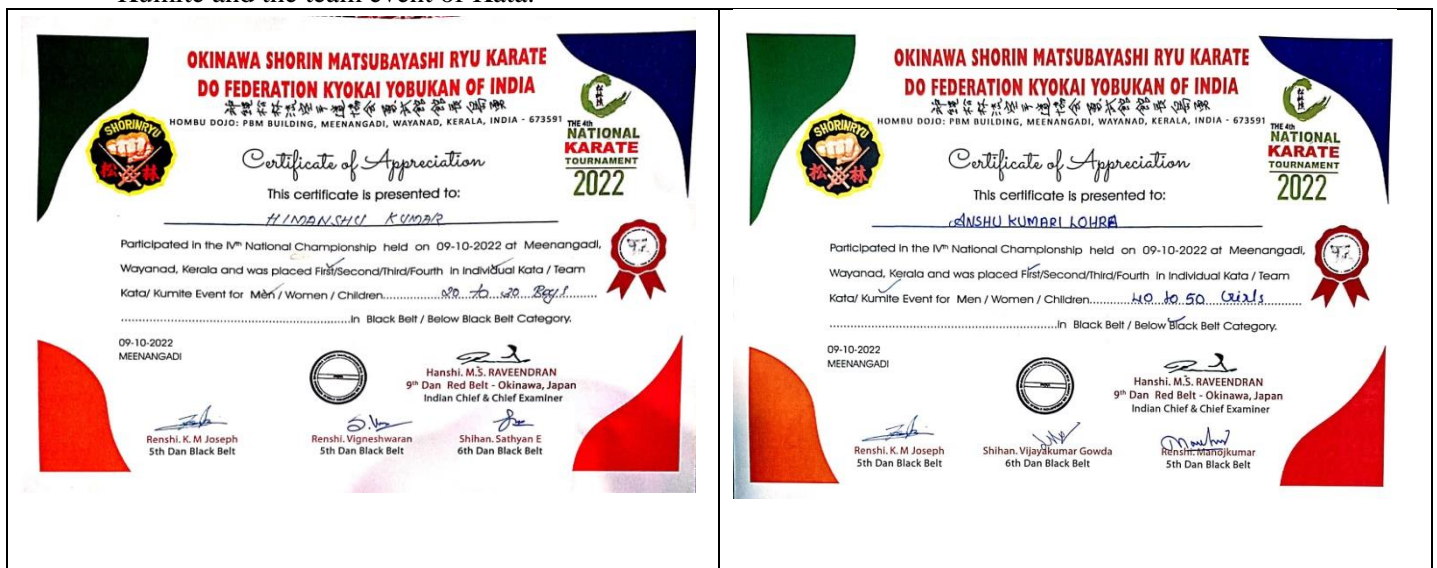 Kumite and the team event of Kata.
OKINAWA SHORIN MATSUBAYASHI RYU KARATE
DO FEDERATION KYOKAI YOBUKAN OF INDIA
HOMBU DOJO: PBM BUILDING, MEENANGADI, WAYANAD, KERALA, INDIA - 673591
SHORINRYU
松 林
THE 4th
NATIONAL
KARATE
TOURNAMENT
2022
Certificate of Appreciation
This certificate is presented to:
HIMANSHU KUMAR
Participated in the IVth National Championship held on 09-10-2022 at Meenangadi,
Wayanad, Kerala and was placed First/Second/Third/Fourth in Individual Kata / Team
Kata/ Kumite Event for Men / Women / Children.......... to Boys......
..........................................................In Black Belt / Below Black Belt Category.
09-10-2022
MEENANGADI
Hanshi. M.S. RAVEENDRAN
9th Dan Red Belt - Okinawa, Japan
Indian Chief & Chief Examiner
Renshi. K. M Joseph
5th Dan Black Belt
Renshi. Vigneshwaran
5th Dan Black Belt
Shihan. Sathyan E
6th Dan Black Belt
OKINAWA SHORIN MATSUBAYASHI RYU KARATE
DO FEDERATION KYOKAI YOBUKAN OF INDIA
HOMBU DOJO: PBM BUILDING, MEENANGADI, WAYANAD, KERALA, INDIA - 673591
SHORINRYU
松 林
THE 4th
NATIONAL
KARATE
TOURNAMENT
2022
Certificate of Appreciation
This certificate is presented to:
ANSHU KUMARI LOHRA
Participated in the IVth National Championship held on 09-10-2022 at Meenangadi,
Wayanad, Kerala and was placed First/Second/Third/Fourth in Individual Kata / Team
Kata/ Kumite Event for Men / Women / Children..........40 to 50 Girls......
..........................................................In Black Belt / Below Black Belt Category.
09-10-2022
MEENANGADI
Hanshi. M.S. RAVEENDRAN
9th Dan Red Belt - Okinawa, Japan
Indian Chief & Chief Examiner
Renshi. K. M Joseph
5th Dan Black Belt
Shihan. Vijayakumar Gowda
6th Dan Black Belt
Renshi. Manojkumar
5th Dan Black Belt